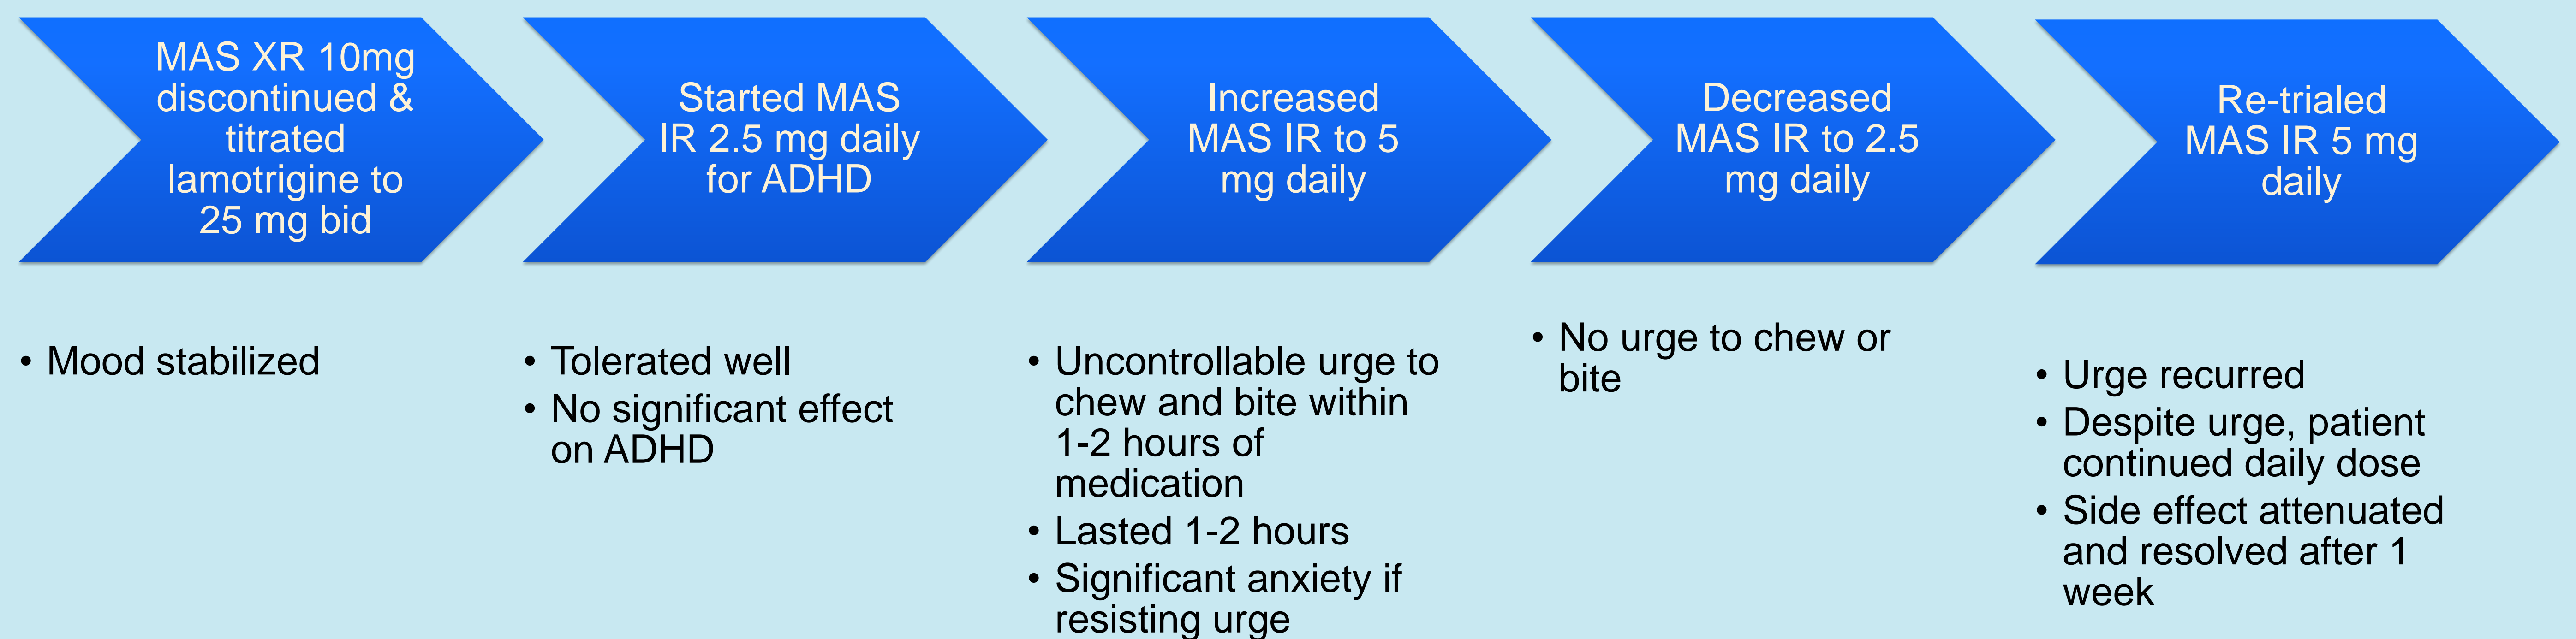 MAS XR 10mg
discontinued &
titrated
lamotrigine to
25 mg bid
Started MAS
IR 2.5 mg daily
for ADHD
Increased
MAS IR to 5
mg daily
Decreased
MAS IR to 2.5
mg daily
Re-trialed
MAS IR 5 mg
daily
• Mood stabilized
• Tolerated well
• No significant effect
on ADHD
• Uncontrollable urge to
chew and bite within
1-2 hours of
medication
• Lasted 1-2 hours
• Significant anxiety if
resisting urge
• No urge to chew or
bite
• Urge recurred
• Despite urge, patient
continued daily dose
• Side effect attenuated
and resolved after 1
week